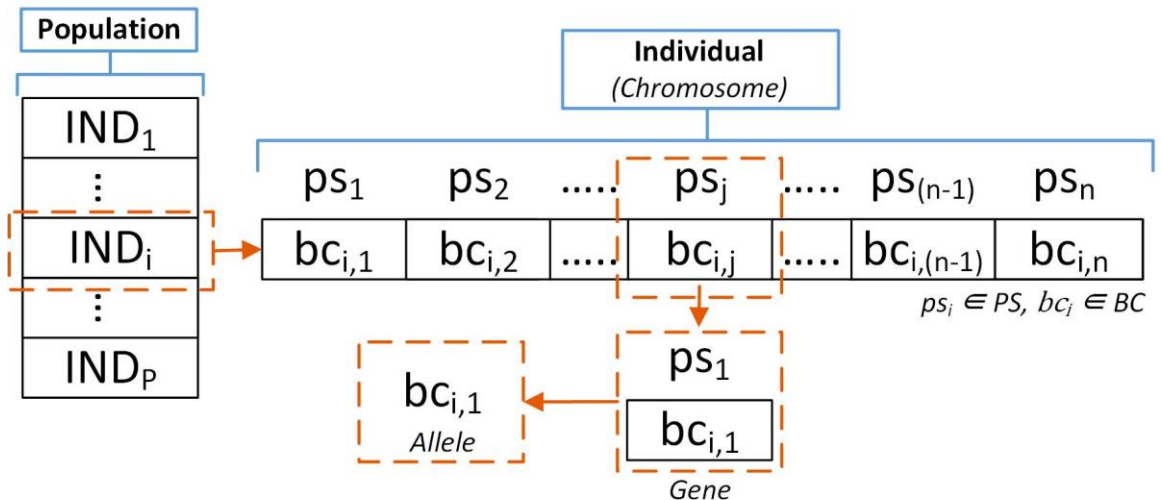 Population
IND₁
⋮
INDᵢ
⋮
IND_P
Individual
(Chromosome)
ps₁ ps₂ ..... psⱼ ..... ps₍ₙ₋₁₎ psₙ
bcᵢ,₁ bcᵢ,₂ ..... bcᵢ,ⱼ ..... bcᵢ,₍ₙ₋₁₎ bcᵢ,ₙ
psᵢ ∈ PS, bcᵢ ∈ BC
ps₁
bcᵢ,₁
Gene
bcᵢ,₁
Allele